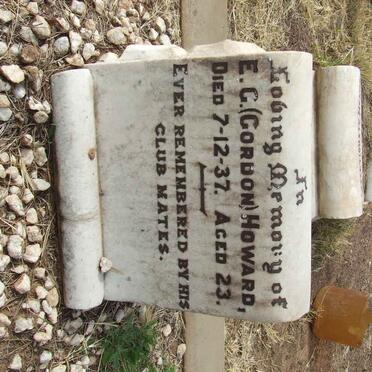 In
Loving Memory of
E. G. (GORDON) HOWARD,
DIED 7-12-37. AGED 23.
EVER REMEMBERED BY HIS
CLUB MATES.